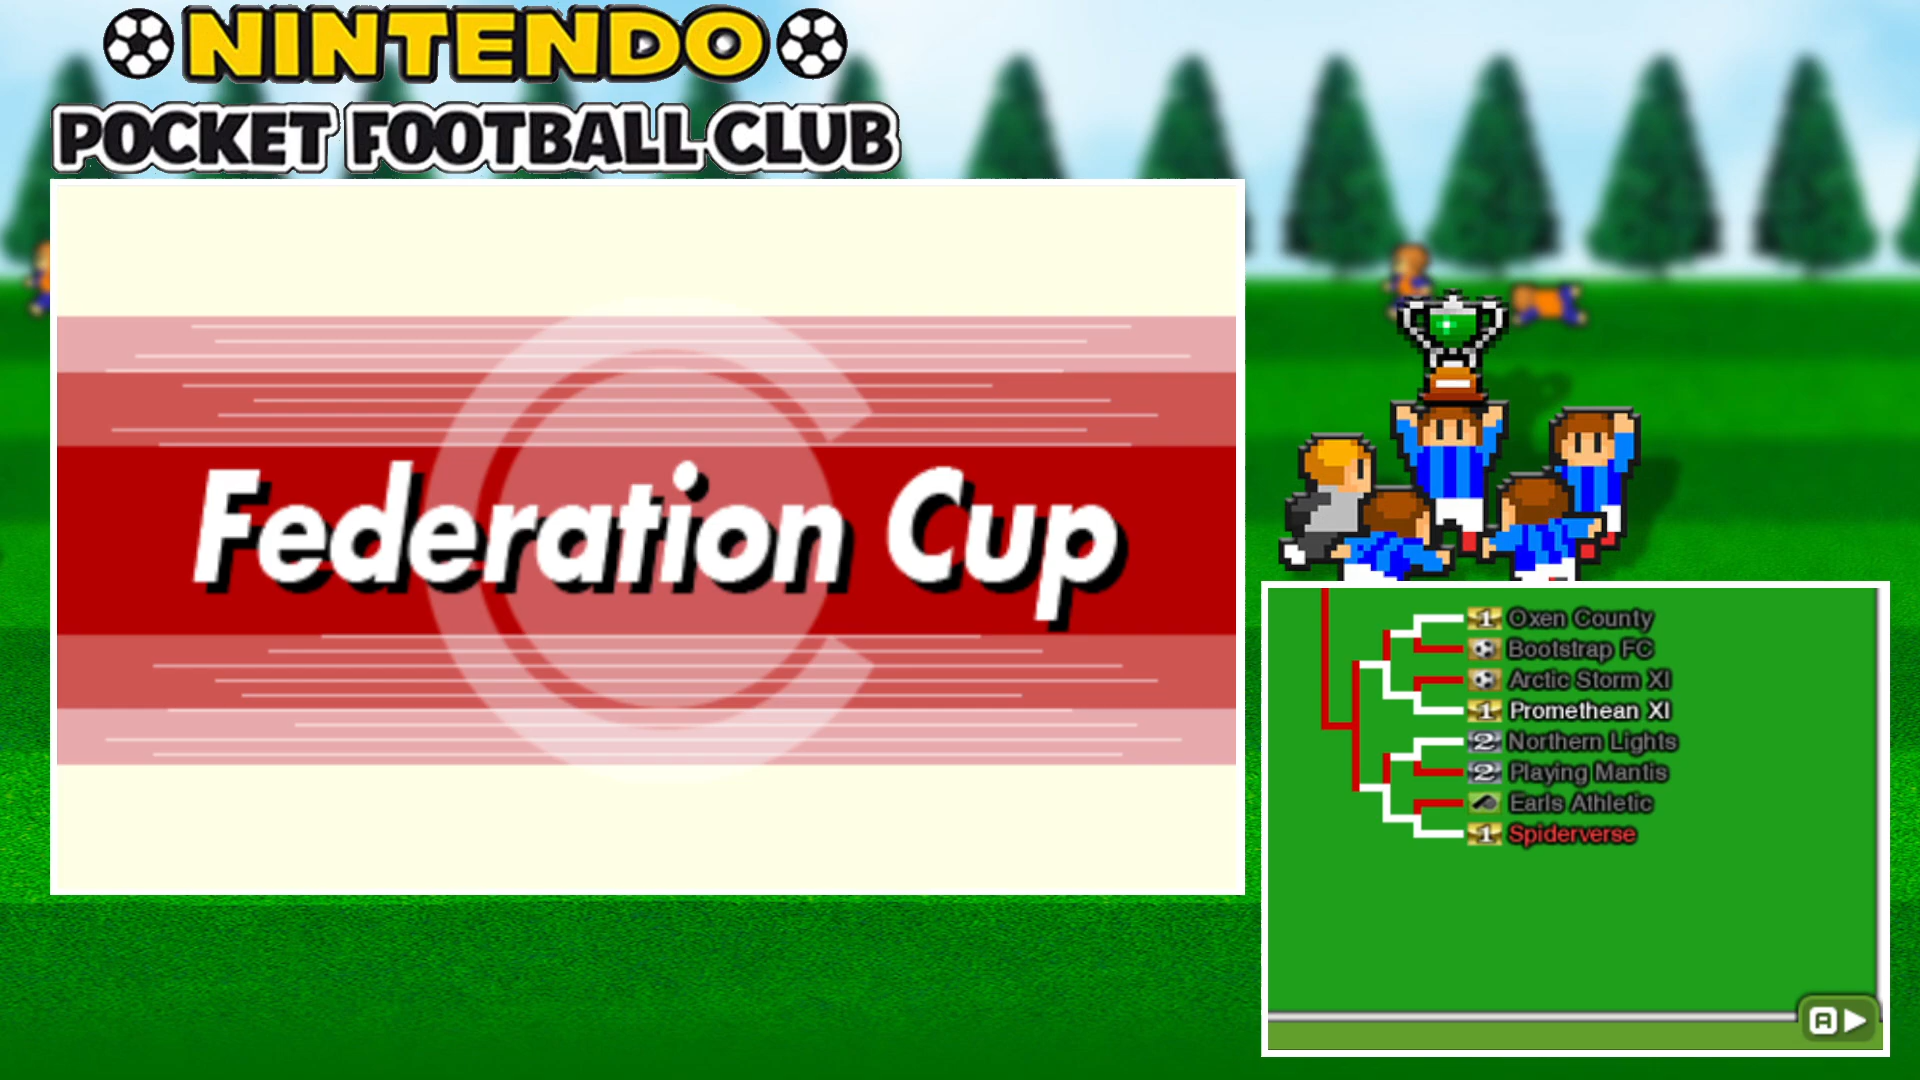 NINTENDO
POCKET FOOTBALL CLUB
Federation Cup
1 Oxen County
Bootstrap FC
Arctic Storm XI
1 Promethean XI
2 Northern Lights
2 Playing Mantis
Earls Athletic
1 Spiderverse
A